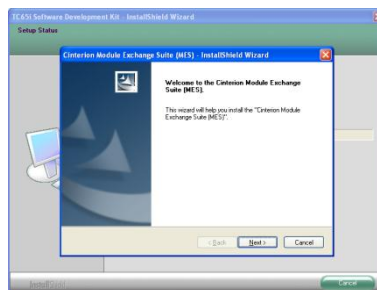 TC65i Software Development Kit - InstallShield Wizard
Setup Status
Cinterion Module Exchange Suite (MES) - InstallShield Wizard
Welcome to the Cinterion Module Exchange
Suite (MES).
This wizard will help you install the "Cinterion Module
Exchange Suite (MES)".
< Back
Next >
Cancel
InstallShield
Cancel